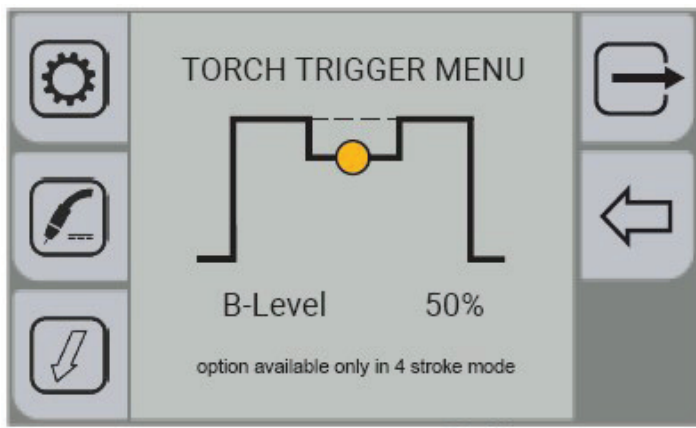 TORCH TRIGGER MENU
B-Level 50%
option available only in 4 stroke mode